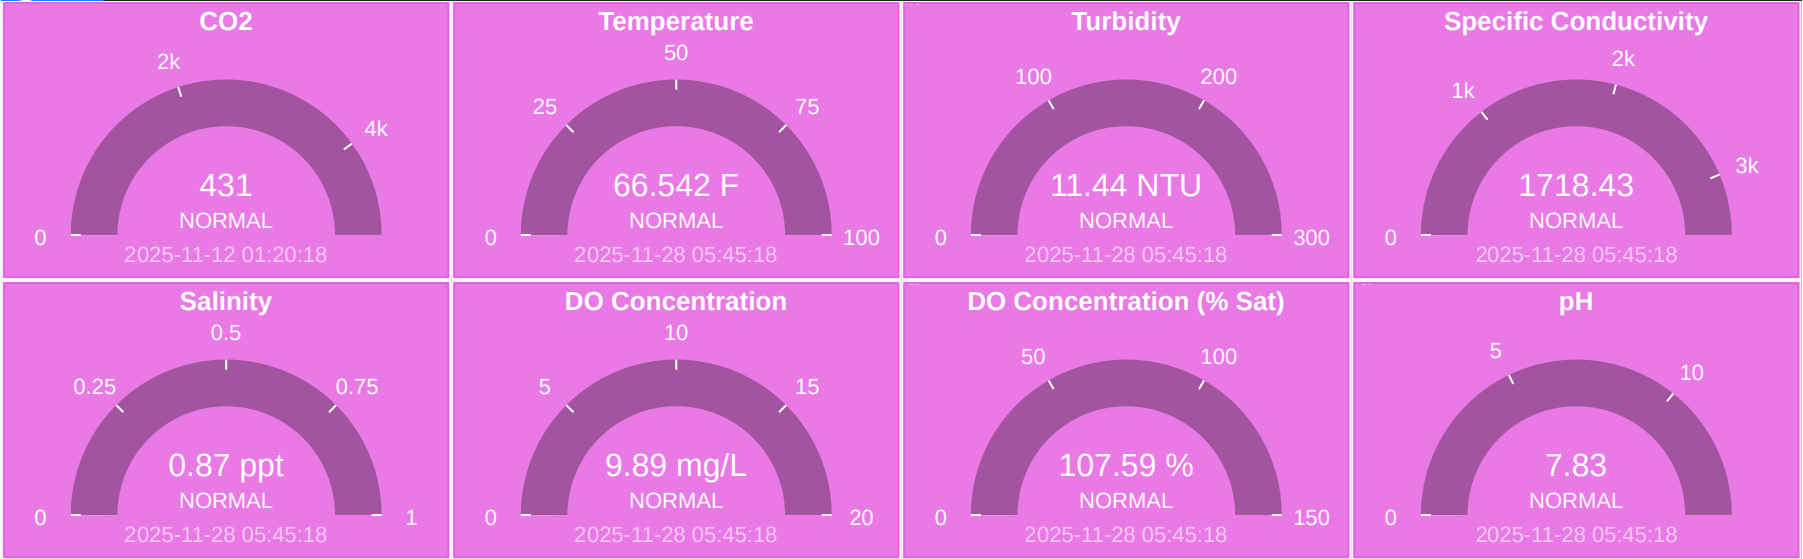 CO2
2k
4k
0
431
NORMAL
2025-11-12 01:20:18
Temperature
50
25
75
0
100
66.542 F
NORMAL
2025-11-28 05:45:18
Turbidity
100
200
0
300
11.44 NTU
NORMAL
2025-11-28 05:45:18
Specific Conductivity
2k
1k
3k
0
1718.43
NORMAL
2025-11-28 05:45:18
Salinity
0.5
0.25
0.75
0
1
0.87 ppt
NORMAL
2025-11-28 05:45:18
DO Concentration
10
5
15
0
20
9.89 mg/L
NORMAL
2025-11-28 05:45:18
DO Concentration (% Sat)
50
100
0
150
107.59 %
NORMAL
2025-11-28 05:45:18
pH
5
10
0
7.83
NORMAL
2025-11-28 05:45:18